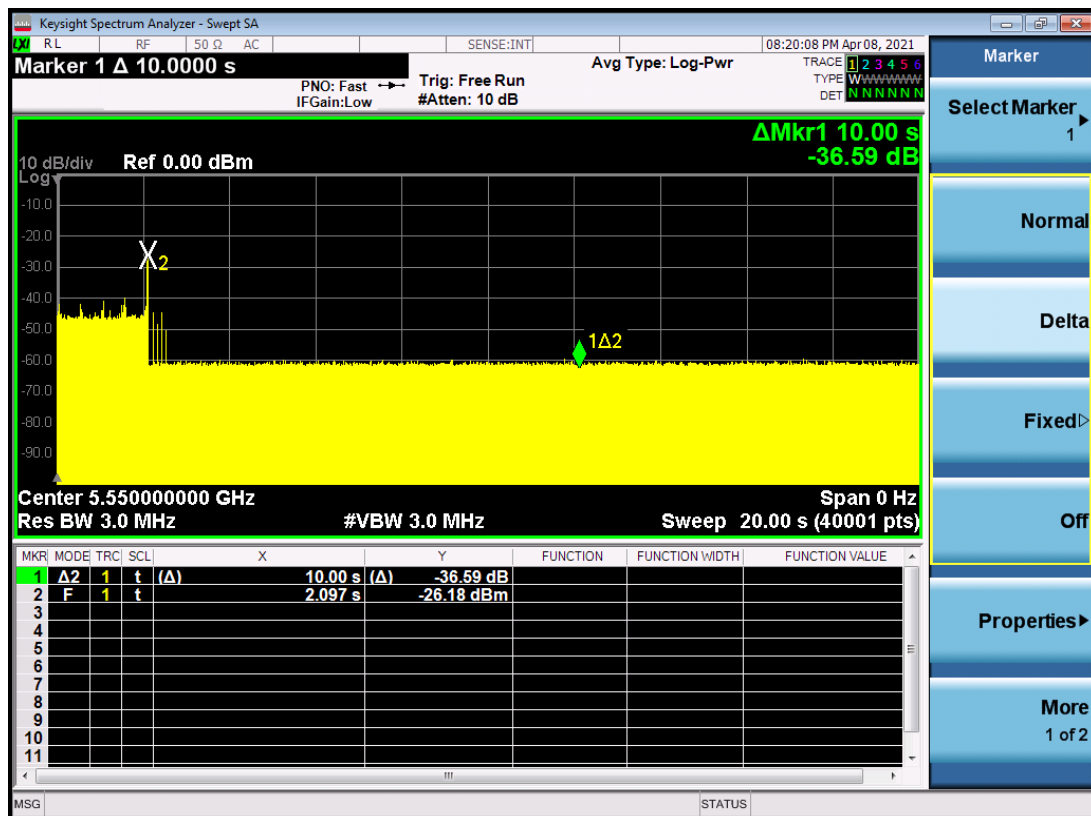 Keysight Spectrum Analyzer - Swept SA
LXI RL RF 50 Ω AC SENSE:INT 08:20:08 PM Apr 08, 2021
Marker 1 Δ 10.0000 s
PNO: Fast
IFGain:Low
Trig: Free Run
#Atten: 10 dB
Avg Type: Log-Pwr
TRACE 1 2 3 4 5 6
TYPE WWWWWW
DET N N N N N N
ΔMkr1 10.00 s
-36.59 dB
10 dB/div Ref 0.00 dBm
Log
-10.0
-20.0
-30.0
-40.0
-50.0
-60.0
-70.0
-80.0
-90.0
2
1Δ2
Center 5.550000000 GHz Span 0 Hz
Res BW 3.0 MHz #VBW 3.0 MHz Sweep 20.00 s (40001 pts)
MKR MODE TRC SCL X Y FUNCTION FUNCTION WIDTH FUNCTION VALUE
1 Δ2 1 t (Δ) 10.00 s (Δ) -36.59 dB
2 F 1 t 2.097 s -26.18 dBm
3
4
5
6
7
8
9
10
11
MSG STATUS
Marker
Select Marker
1
Normal
Delta
Fixed
Off
Properties
More
1 of 2